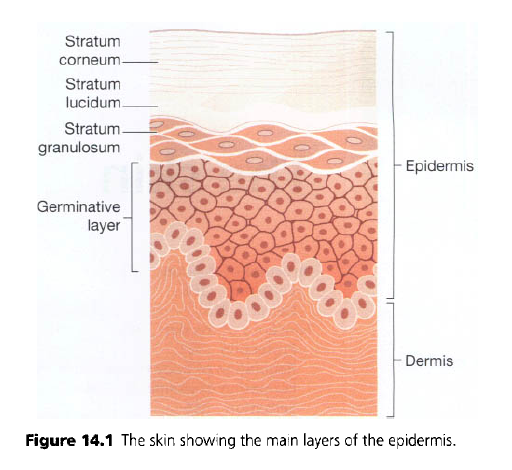 Stratum
corneum
Stratum
lucidum
Stratum
granulosum
Germinative
layer
Epidermis
Dermis
Figure 14.1 The skin showing the main layers of the epidermis.